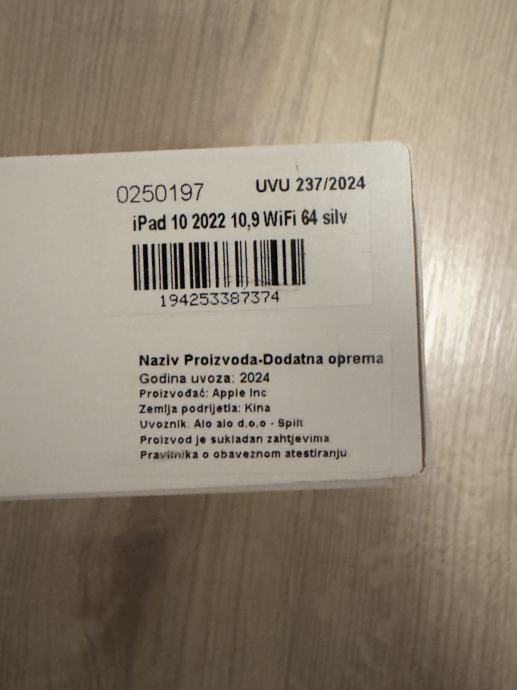 0250197 UVU 237/2024
iPad 10 2022 10,9 WiFi 64 silv
194253387374
Naziv Proizvoda-Dodatna oprema
Godina uvoza: 2024
Proizvođač: Apple Inc
Zemlja podrijetla: Kina
Uvoznik: Alo alo d.o.o - Split
Proizvod je sukladan zahtjevima
Pravilnika o obaveznom atestiranju